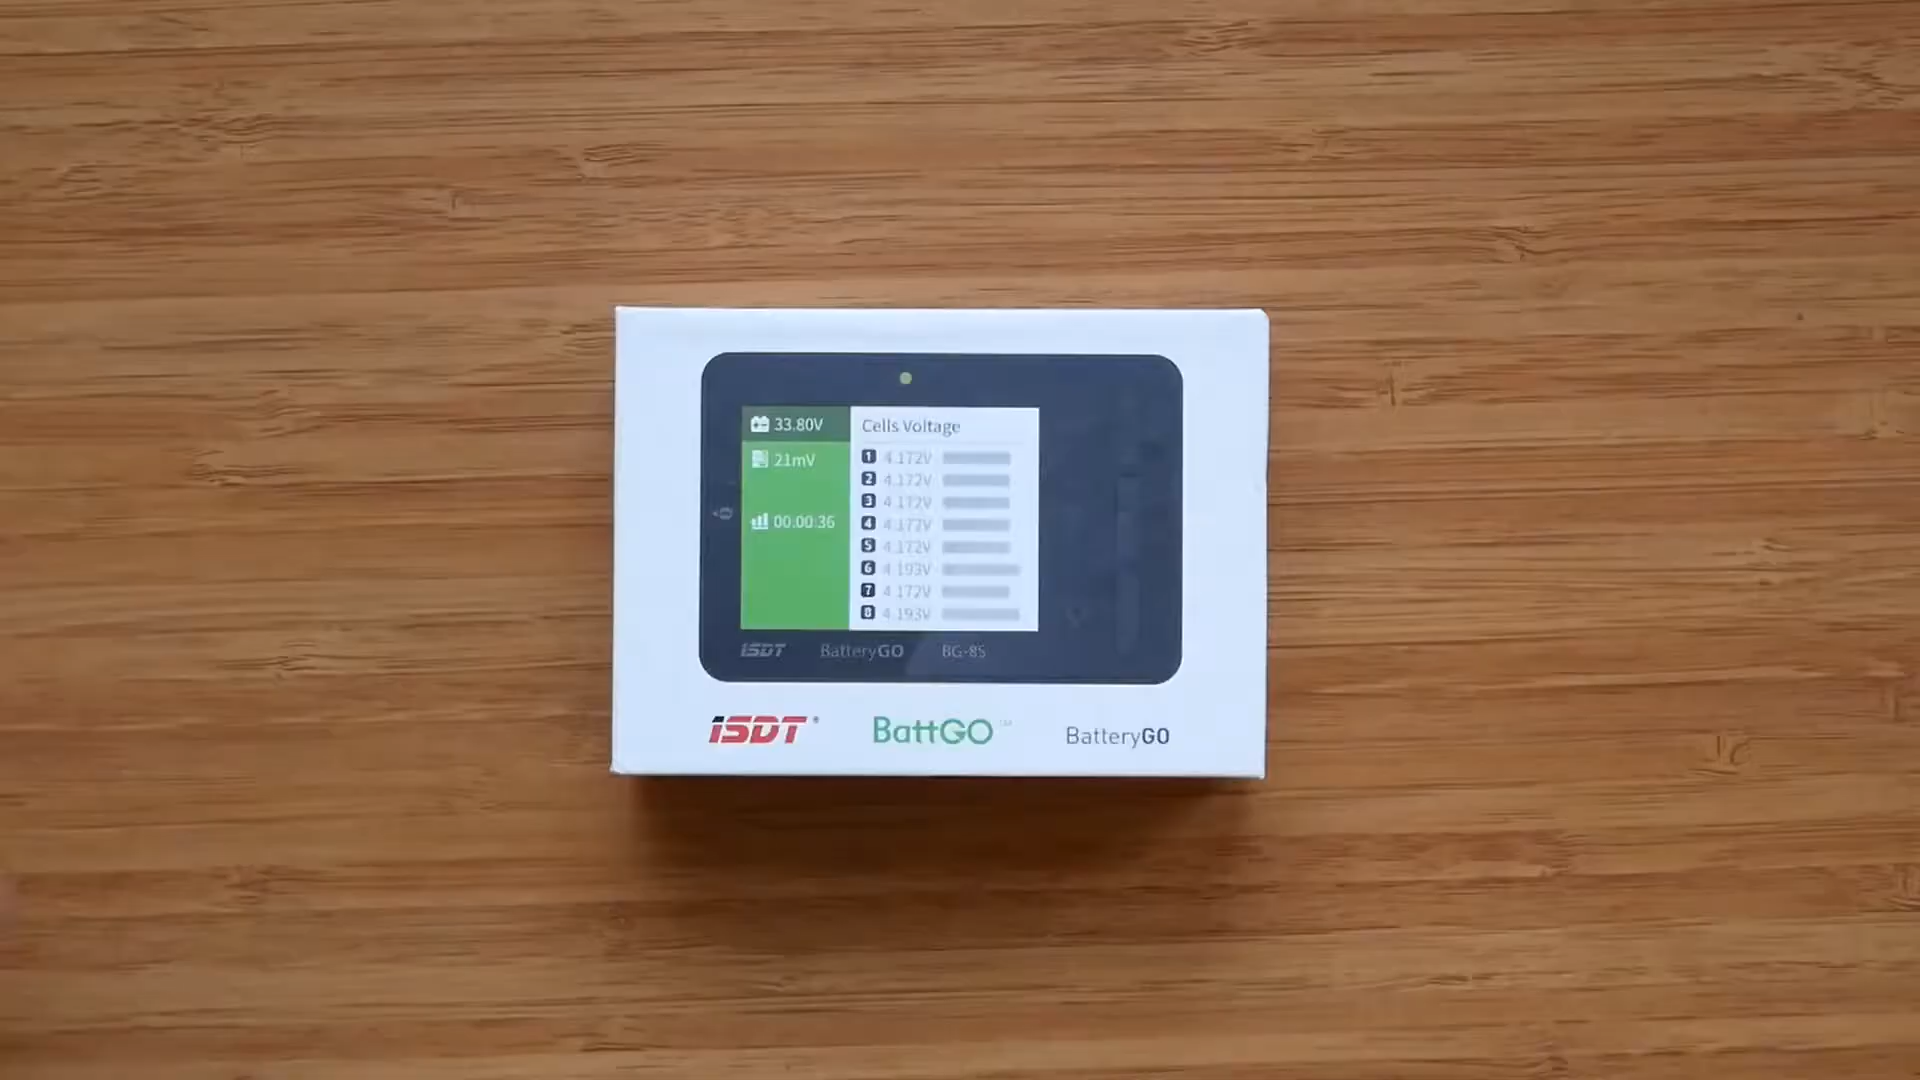 33.80V
21mV
00:00:36
Cells Voltage
1 4.172V
2 4.172V
3 4.172V
4 4.172V
5 4.172V
6 4.193V
7 4.172V
8 4.193V
iSDT BatteryGO BG-8S
iSDT® BattGO™ BatteryGO